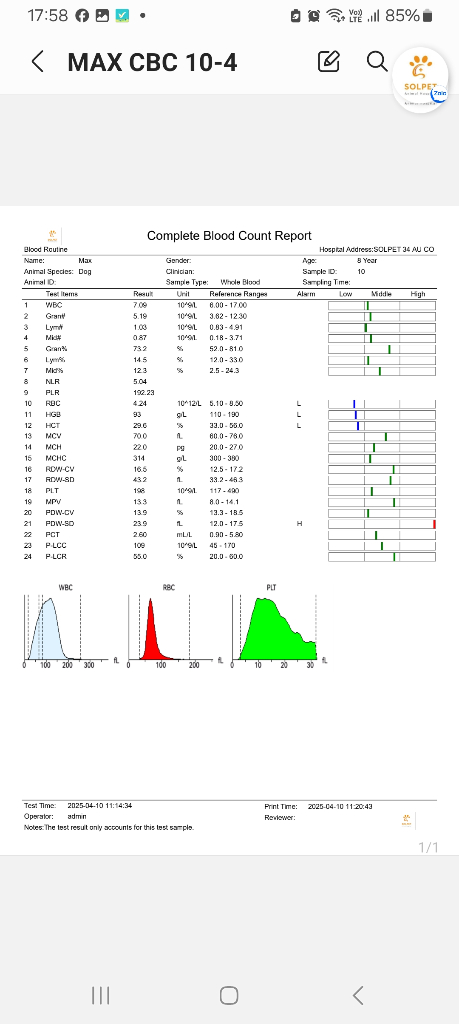 17:58
Vo))
LTE
85%
MAX CBC 10-4
SOLPET
Zalo
Complete Blood Count Report
Blood Routine
Hospital Address:SOLPET 34 AU CO
Name: Max Gender: Age: 8 Year
Animal Species: Dog Clinician: Sample ID: 10
Animal ID: Sample Type: Whole Blood Sampling Time:
Test Items Result Unit Reference Ranges Alarm Low Middle High
1 WBC 7.09 10^9/L 6.00 - 17.00
2 Gran# 5.19 10^9/L 3.62 - 12.30
3 Lym# 1.03 10^9/L 0.83 - 4.91
4 Mid# 0.87 10^9/L 0.18 - 3.71
5 Gran% 73.2 % 52.0 - 81.0
6 Lym% 14.5 % 12.0 - 33.0
7 Mid% 12.3 % 2.5 - 24.3
8 NLR 5.04
9 PLR 192.23
10 RBC 4.24 10^12/L 5.10 - 8.50 L
11 HGB 93 g/L 110 - 190 L
12 HCT 29.6 % 33.0 - 56.0 L
13 MCV 70.0 fL 60.0 - 76.0
14 MCH 22.0 pg 20.0 - 27.0
15 MCHC 314 g/L 300 - 380
16 RDW-CV 16.5 % 12.5 - 17.2
17 RDW-SD 43.2 fL 33.2 - 46.3
18 PLT 198 10^9/L 117 - 490
19 MPV 13.3 fL 8.0 - 14.1
20 PDW-CV 13.9 % 13.3 - 18.5
21 PDW-SD 23.9 fL 12.0 - 17.5 H
22 PCT 2.60 mL/L 0.90 - 5.80
23 P-LCC 109 10^9/L 45 - 170
24 P-LCR 55.0 % 20.0 - 60.0
WBC RBC PLT
0 100 200 300 fL 0 100 200 fL 0 10 20 30 fL
Test Time: 2025-04-10 11:14:34 Print Time: 2025-04-10 11:20:43
Operator: admin Reviewer:
Notes:The test result only accounts for this test sample.
1/1